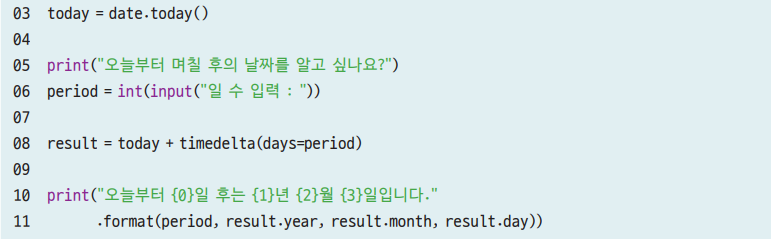 03 today = date.today()
04
05 print("오늘부터 며칠 후의 날짜를 알고 싶나요?")
06 period = int(input("일 수 입력 : "))
07
08 result = today + timedelta(days=period)
09
10 print("오늘부터 {0}일 후는 {1}년 {2}월 {3}일입니다."
11 .format(period, result.year, result.month, result.day))